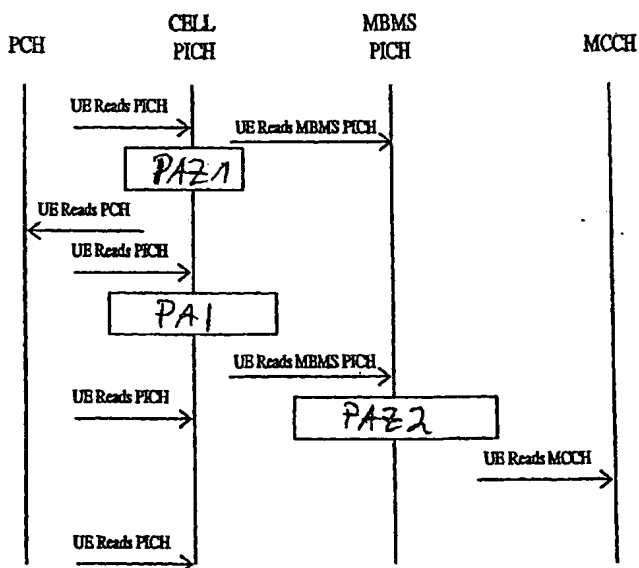 PCH
CELL
PICH
MBMS
PICH
MCCH
UE Reads PICH
UE Reads MBMS PICH
PAZ1
UE Reads PCH
UE Reads PICH
PA1
UE Reads MBMS PICH
UE Reads PICH
PAZ2
UE Reads MCCH
UE Reads PICH